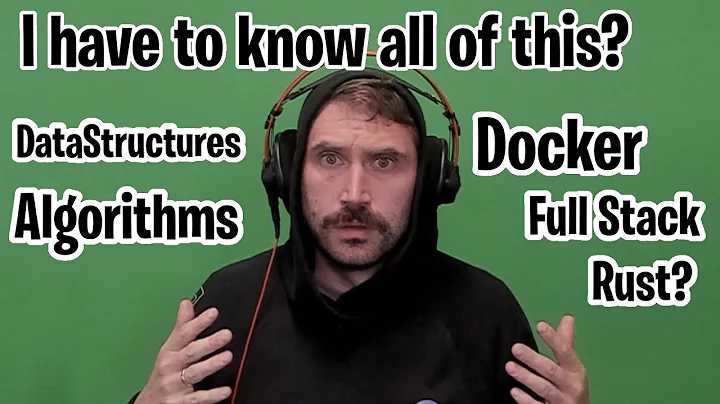 I have to know all of this?
DataStructures
Algorithms
Docker
Full Stack
Rust?